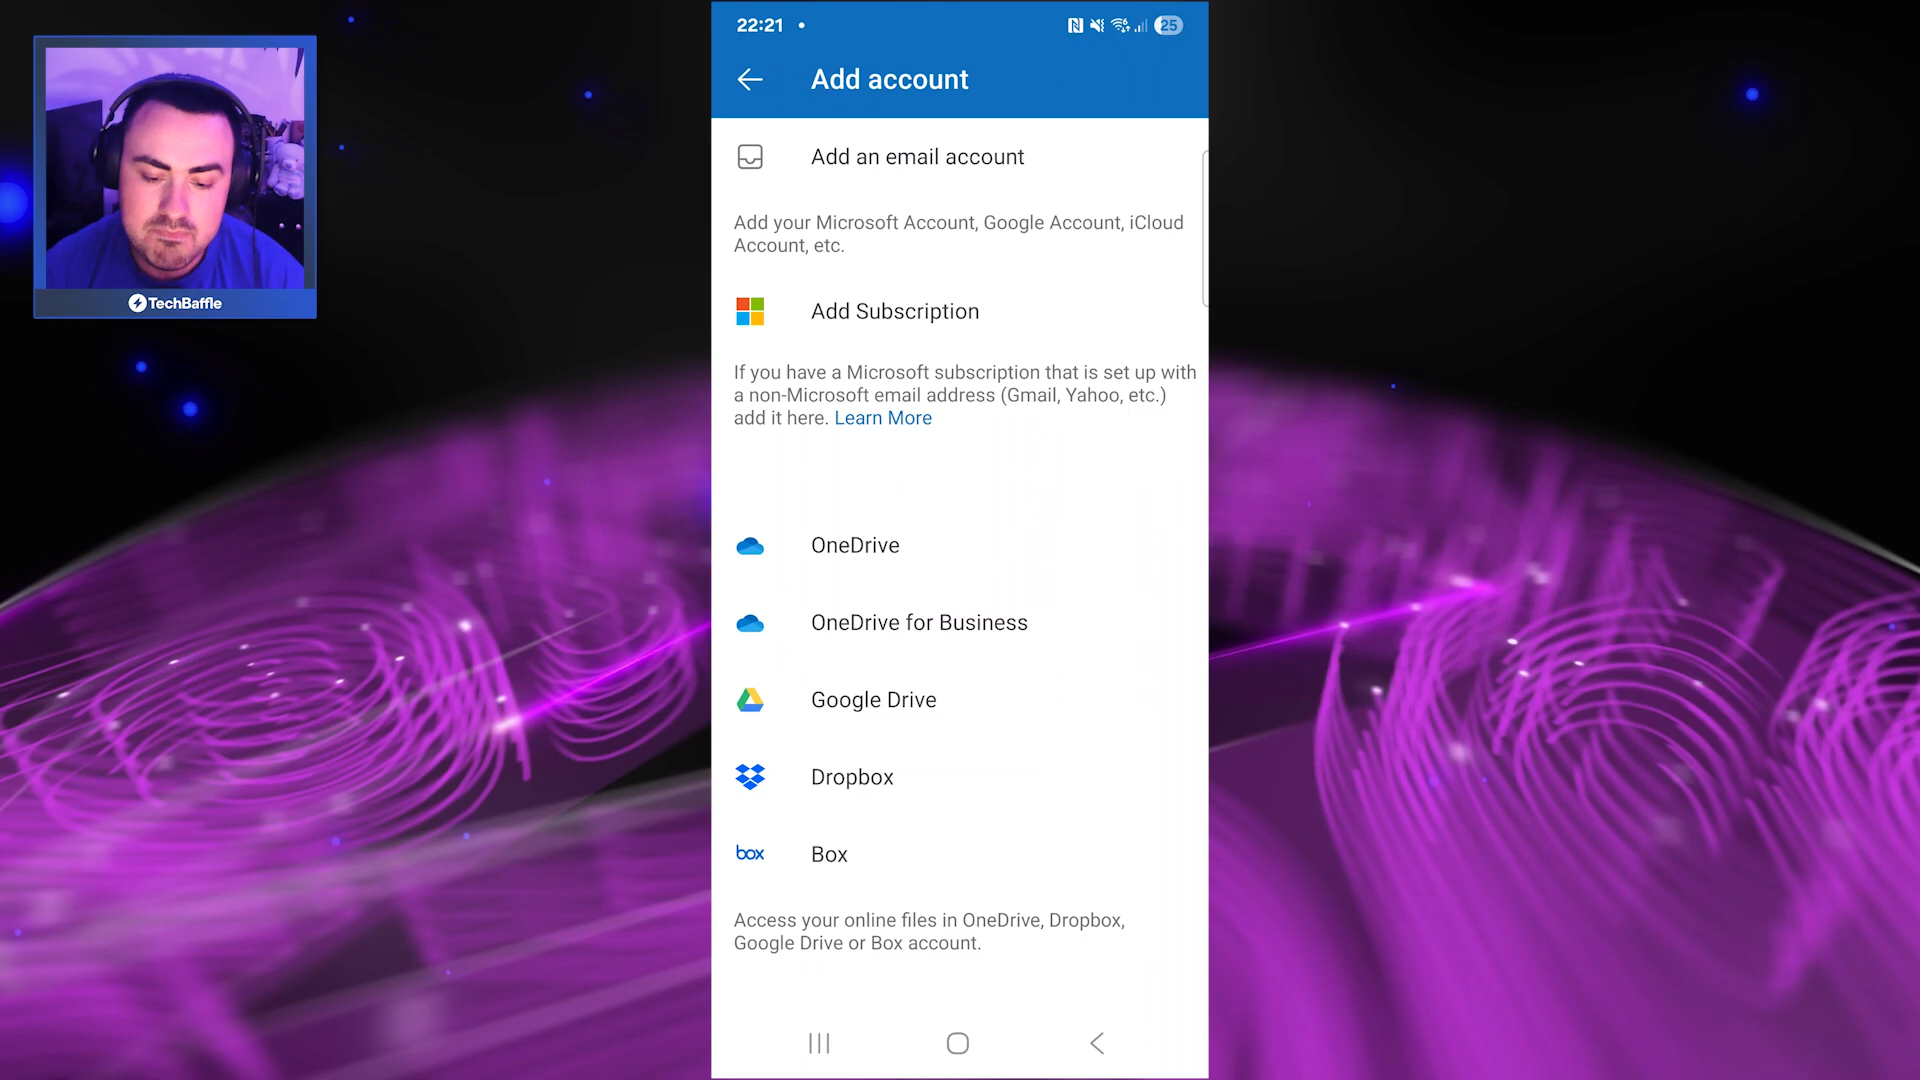 TechBaffle
22:21
25
Add account
Add an email account
Add your Microsoft Account, Google Account, iCloud
Account, etc.
Add Subscription
If you have a Microsoft subscription that is set up with
a non-Microsoft email address (Gmail, Yahoo, etc.)
add it here. Learn More
OneDrive
OneDrive for Business
Google Drive
Dropbox
box Box
Access your online files in OneDrive, Dropbox,
Google Drive or Box account.